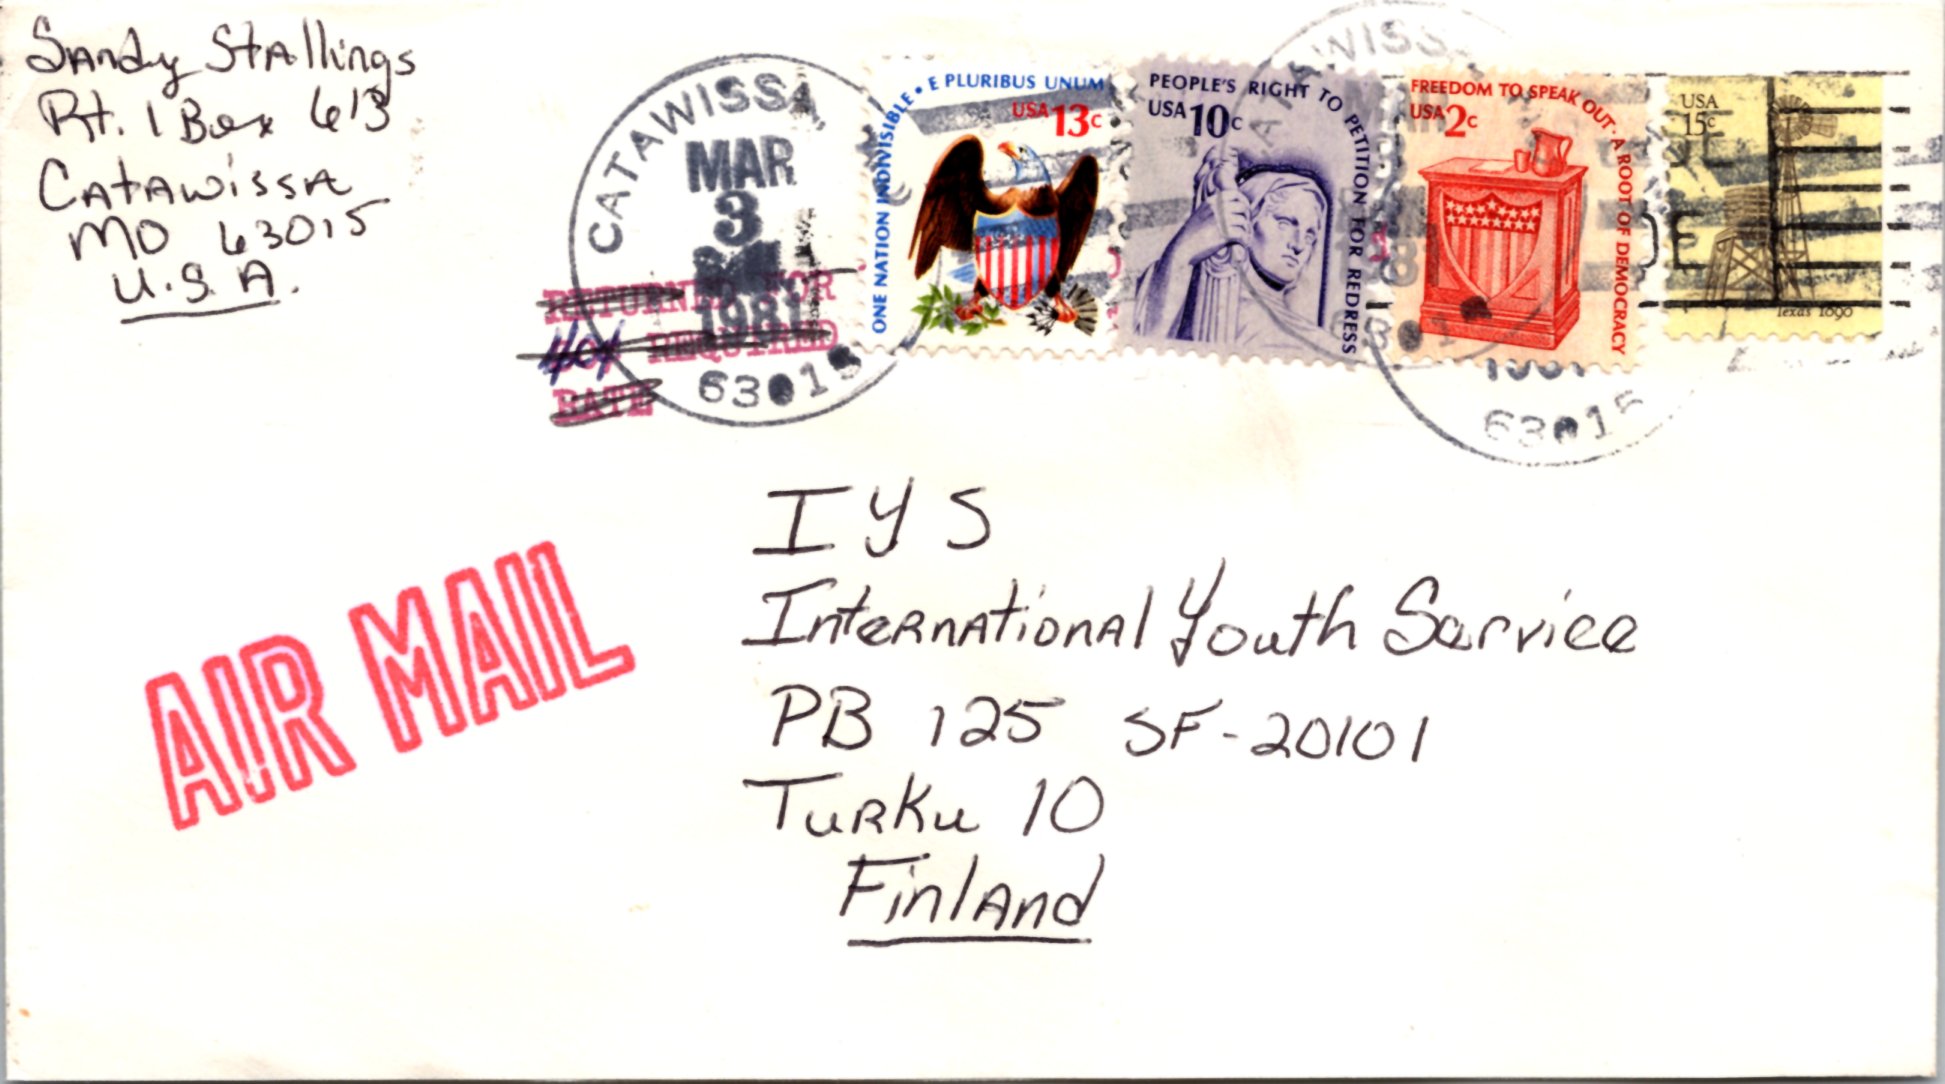 Sandy Stallings
Rt. 1 Box 613
Catawissa
MO 63015
U.S.A.
CATAWISSA
MAR
3
1981
63015
RETURNED FOR
40¢ REQUIRED
RATE
ONE NATION INDIVISIBLE • E PLURIBUS UNUM
USA 13c
PEOPLE'S RIGHT TO PETITION FOR REDRESS
USA 10c
FREEDOM TO SPEAK OUT • A ROOT OF DEMOCRACY
USA 2c
USA
15c
Texas 1890
63015
AIR MAIL
IYS
International Youth Service
PB 125 SF-20101
Turku 10
Finland